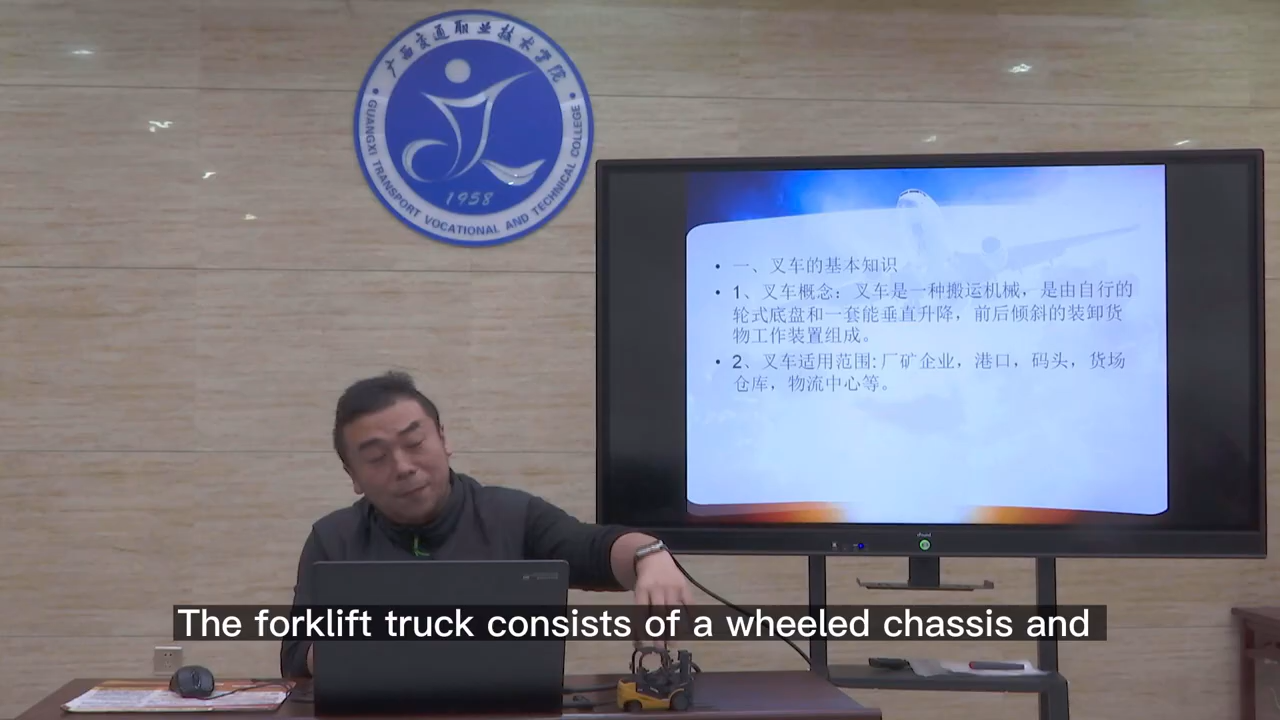 广西交通职业技术学院
GUANGXI TRANSPORT VOCATIONAL AND TECHNICAL COLLEGE
1958
• 一、叉车的基本知识
• 1、叉车概念：叉车是一种搬运机械，是由自行的
轮式底盘和一套能垂直升降，前后倾斜的装卸货
物工作装置组成。
• 2、叉车适用范围:厂矿企业，港口，码头，货场
仓库，物流中心等。
The forklift truck consists of a wheeled chassis and